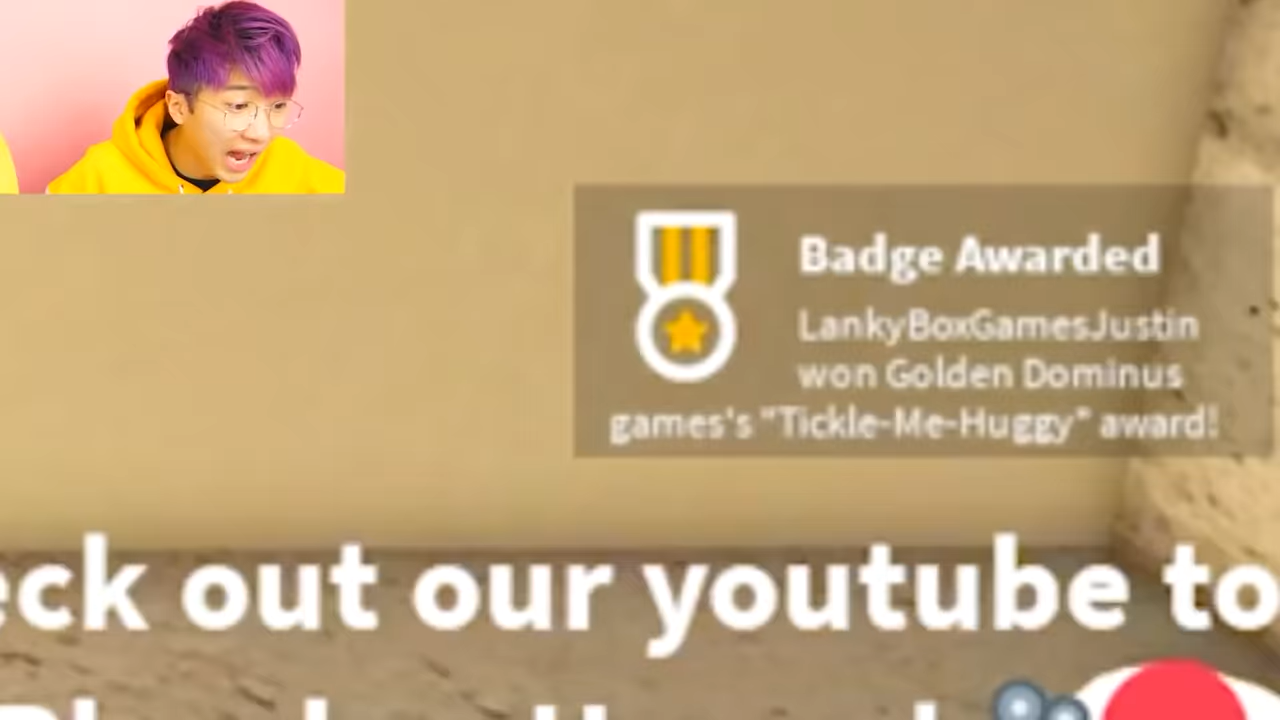 Badge Awarded
LankyBoxGamesJustin
won Golden Dominus
games's "Tickle-Me-Huggy" award!
eck out our youtube to